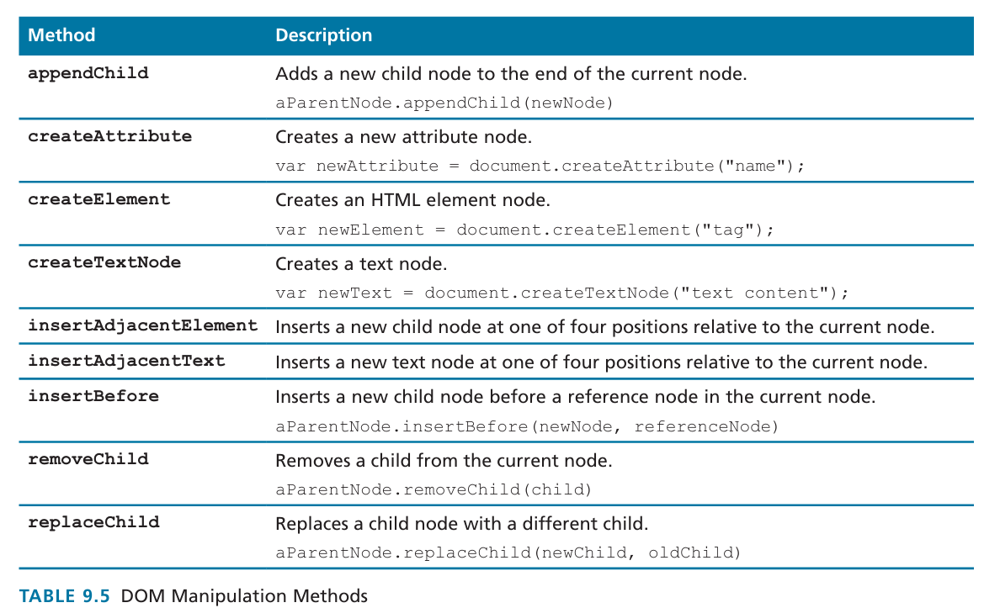 Method Description
appendChild Adds a new child node to the end of the current node.
aParentNode.appendChild(newNode)
createAttribute Creates a new attribute node.
var newAttribute = document.createAttribute("name");
createElement Creates an HTML element node.
var newElement = document.createElement("tag");
createTextNode Creates a text node.
var newText = document.createTextNode("text content");
insertAdjacentElement Inserts a new child node at one of four positions relative to the current node.
insertAdjacentText Inserts a new text node at one of four positions relative to the current node.
insertBefore Inserts a new child node before a reference node in the current node.
aParentNode.insertBefore(newNode, referenceNode)
removeChild Removes a child from the current node.
aParentNode.removeChild(child)
replaceChild Replaces a child node with a different child.
aParentNode.replaceChild(newChild, oldChild)
TABLE 9.5 DOM Manipulation Methods